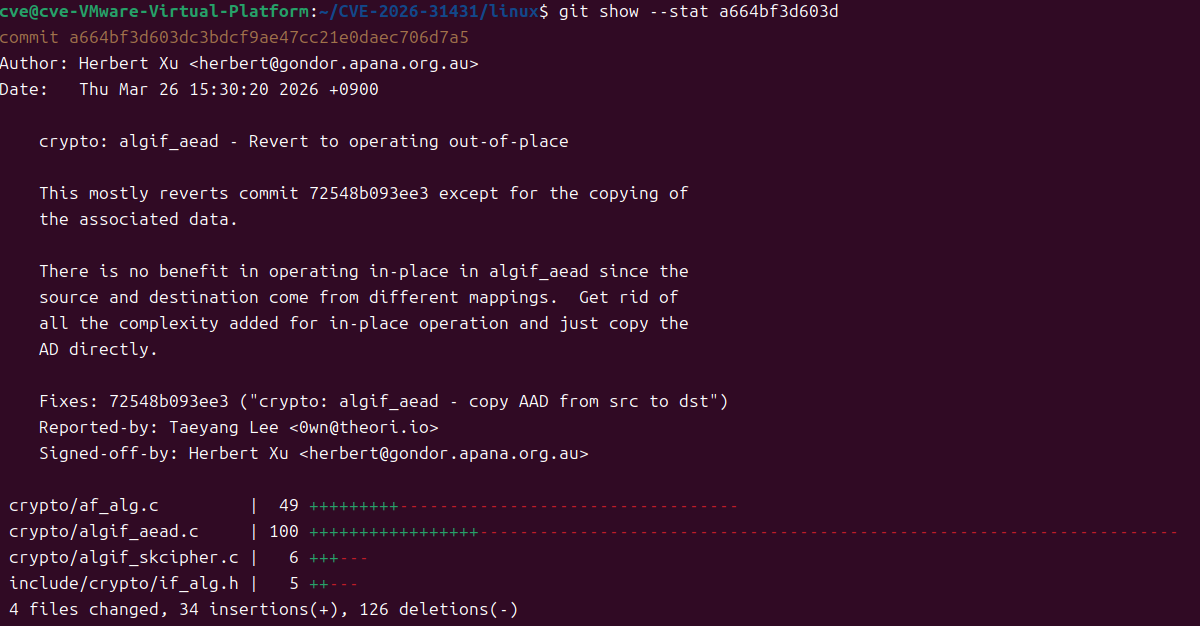 cve@cve-VMware-Virtual-Platform:~/CVE-2026-31431/linux$ git show --stat a664bf3d603d
commit a664bf3d603dc3bdcf9ae47cc21e0daec706d7a5
Author: Herbert Xu <herbert@gondor.apana.org.au>
Date:   Thu Mar 26 15:30:20 2026 +0900

    crypto: algif_aead - Revert to operating out-of-place

    This mostly reverts commit 72548b093ee3 except for the copying of
    the associated data.

    There is no benefit in operating in-place in algif_aead since the
    source and destination come from different mappings.  Get rid of
    all the complexity added for in-place operation and just copy the
    AD directly.

    Fixes: 72548b093ee3 ("crypto: algif_aead - copy AAD from src to dst")
    Reported-by: Taeyang Lee <0wn@theori.io>
    Signed-off-by: Herbert Xu <herbert@gondor.apana.org.au>

 crypto/af_alg.c         |  49 +++++++++----------------------------------
 crypto/algif_aead.c     | 100 +++++++++++++++++----------------------------------------------------------------------
 crypto/algif_skcipher.c |   6 +++---
 include/crypto/if_alg.h |   5 ++---
 4 files changed, 34 insertions(+), 126 deletions(-)